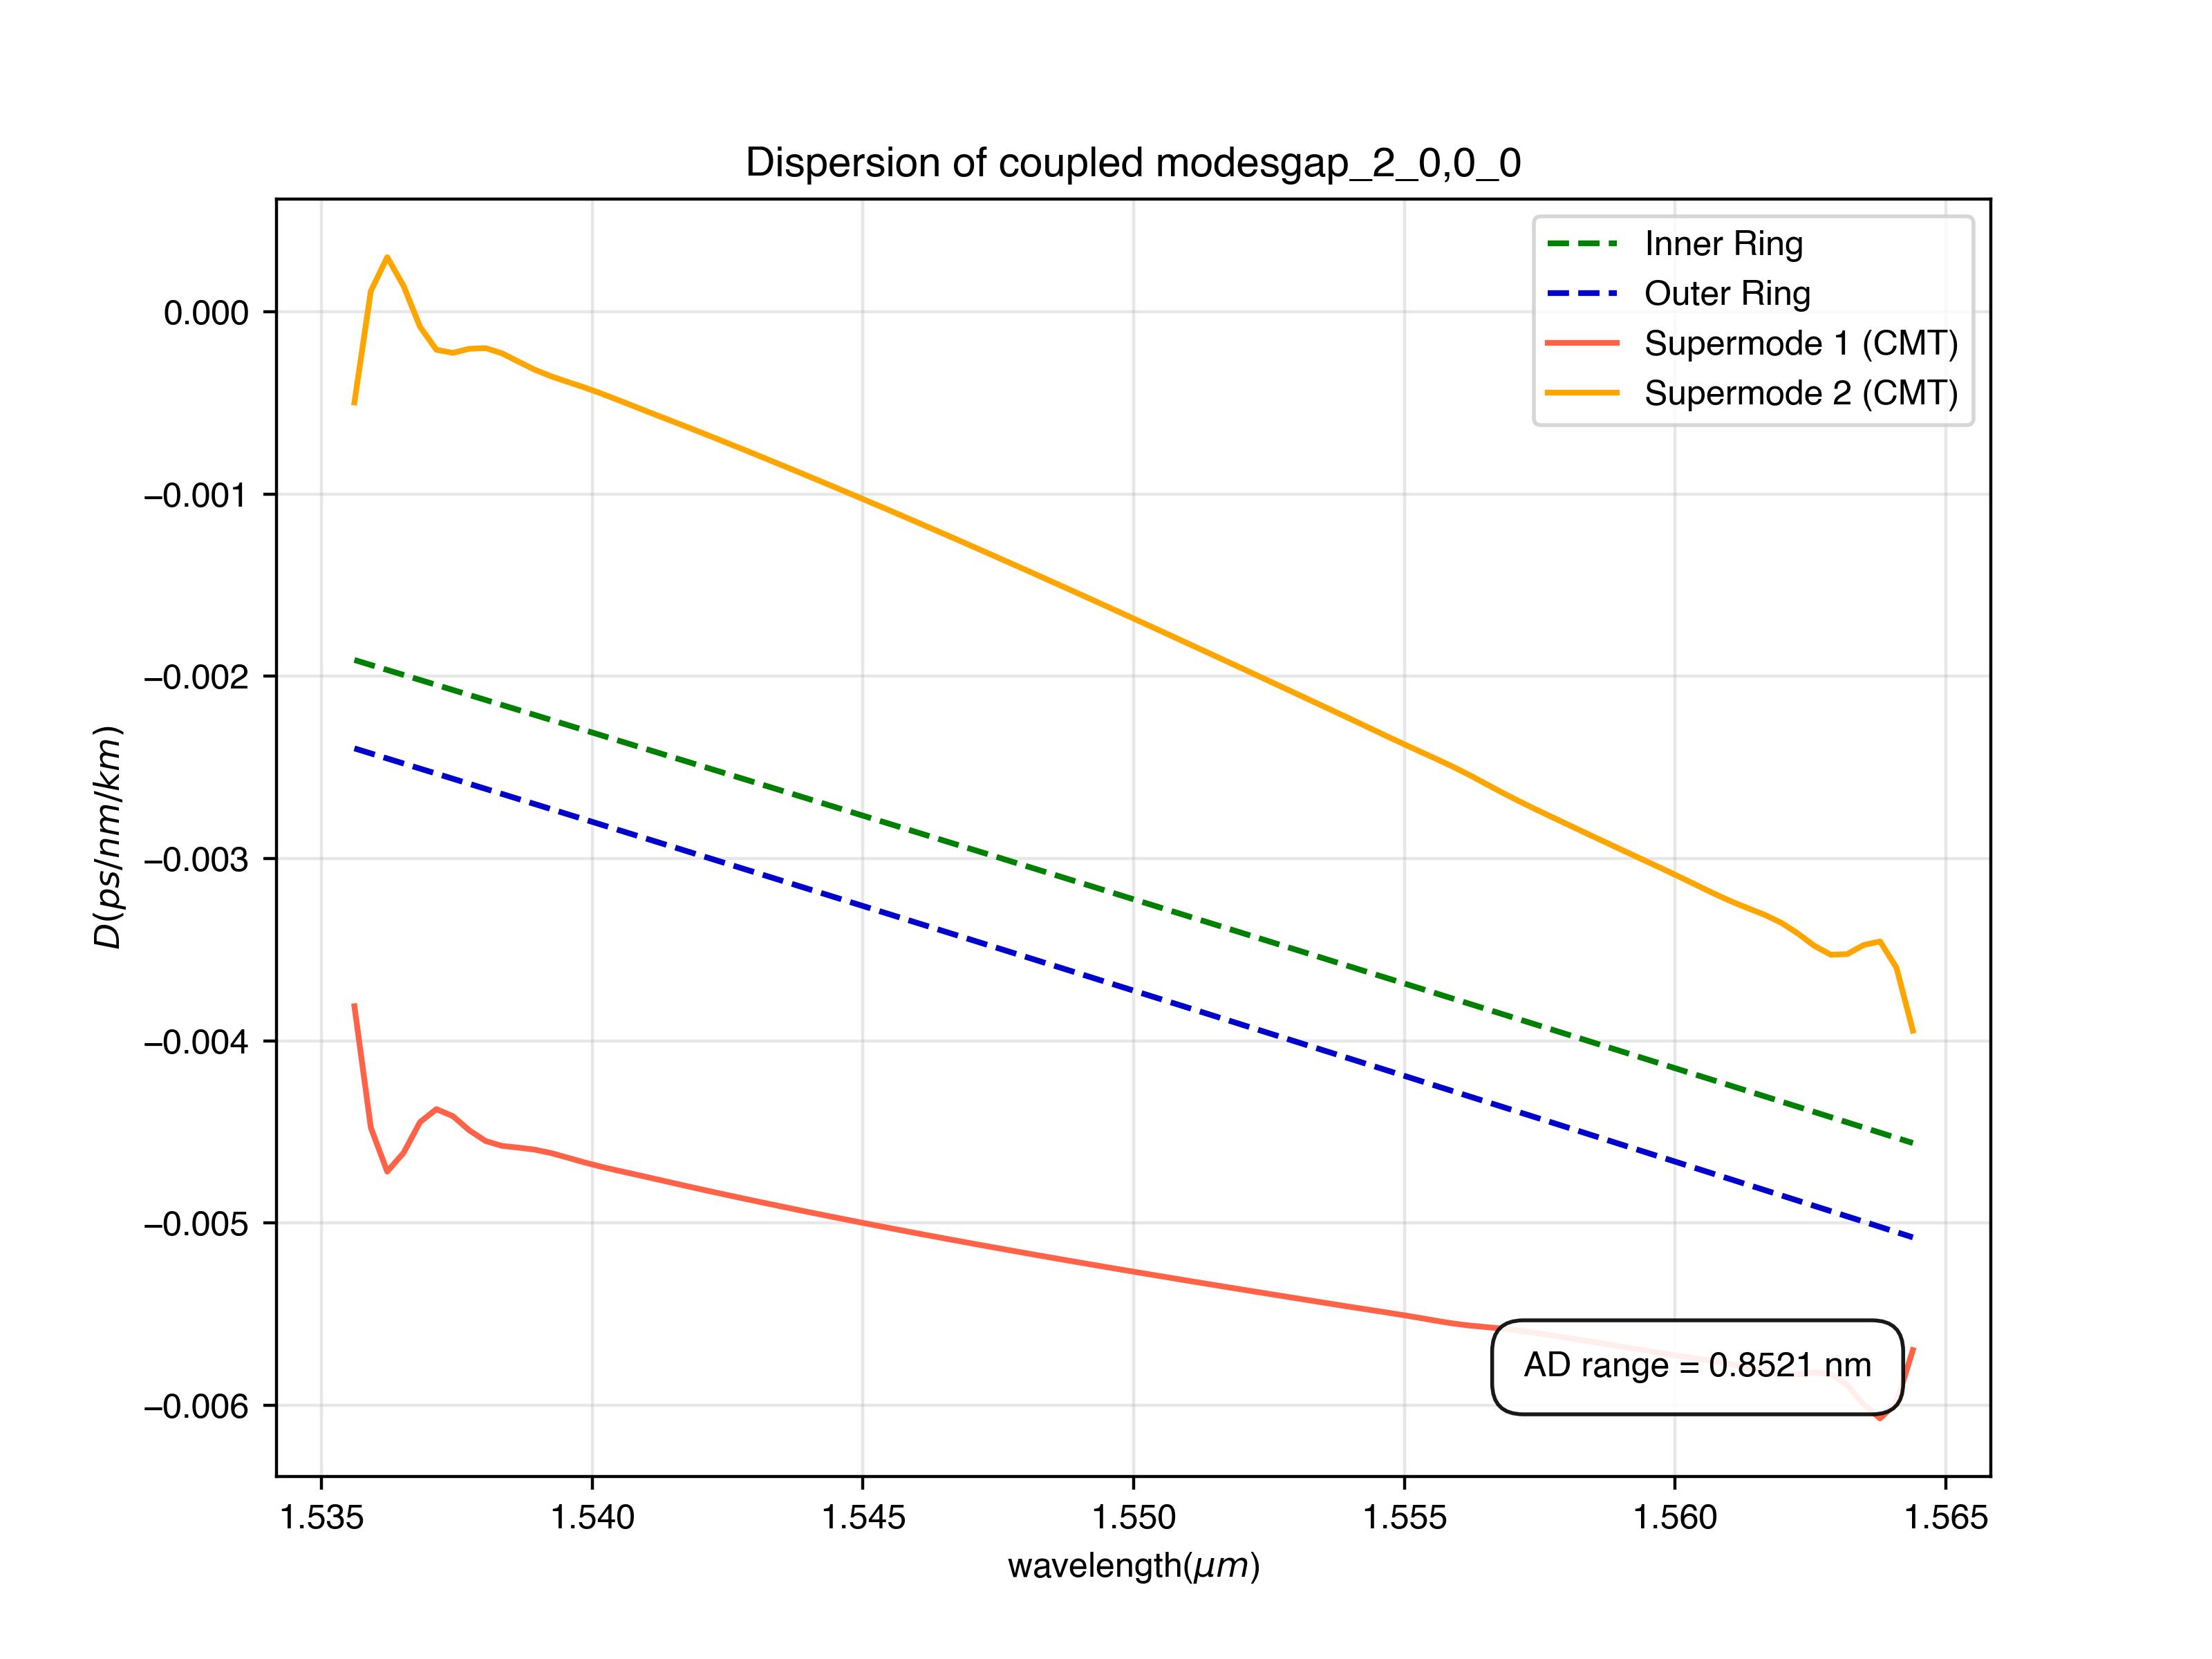 Dispersion of coupled modesgap_2_0,0_0
Inner Ring
Outer Ring
Supermode 1 (CMT)
Supermode 2 (CMT)
0.000
−0.001
−0.002
−0.003
−0.004
−0.005
−0.006
D(ps/nm/km)
AD range = 0.8521 nm
1.535 1.540 1.545 1.550 1.555 1.560 1.565
wavelength(μm)